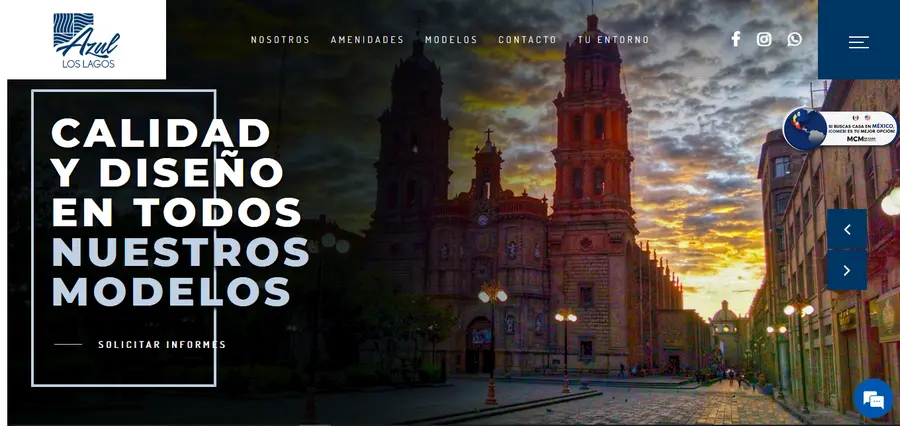 Azul
LOS LAGOS
NOSOTROS
AMENIDADES
MODELOS
CONTACTO
TU ENTORNO
SI BUSCAS CASA EN MÉXICO,
¡COMEBI ES TU MEJOR OPCIÓN!
MCM
CALIDAD
Y DISEÑO
EN TODOS
NUESTROS
MODELOS
SOLICITAR INFORMES